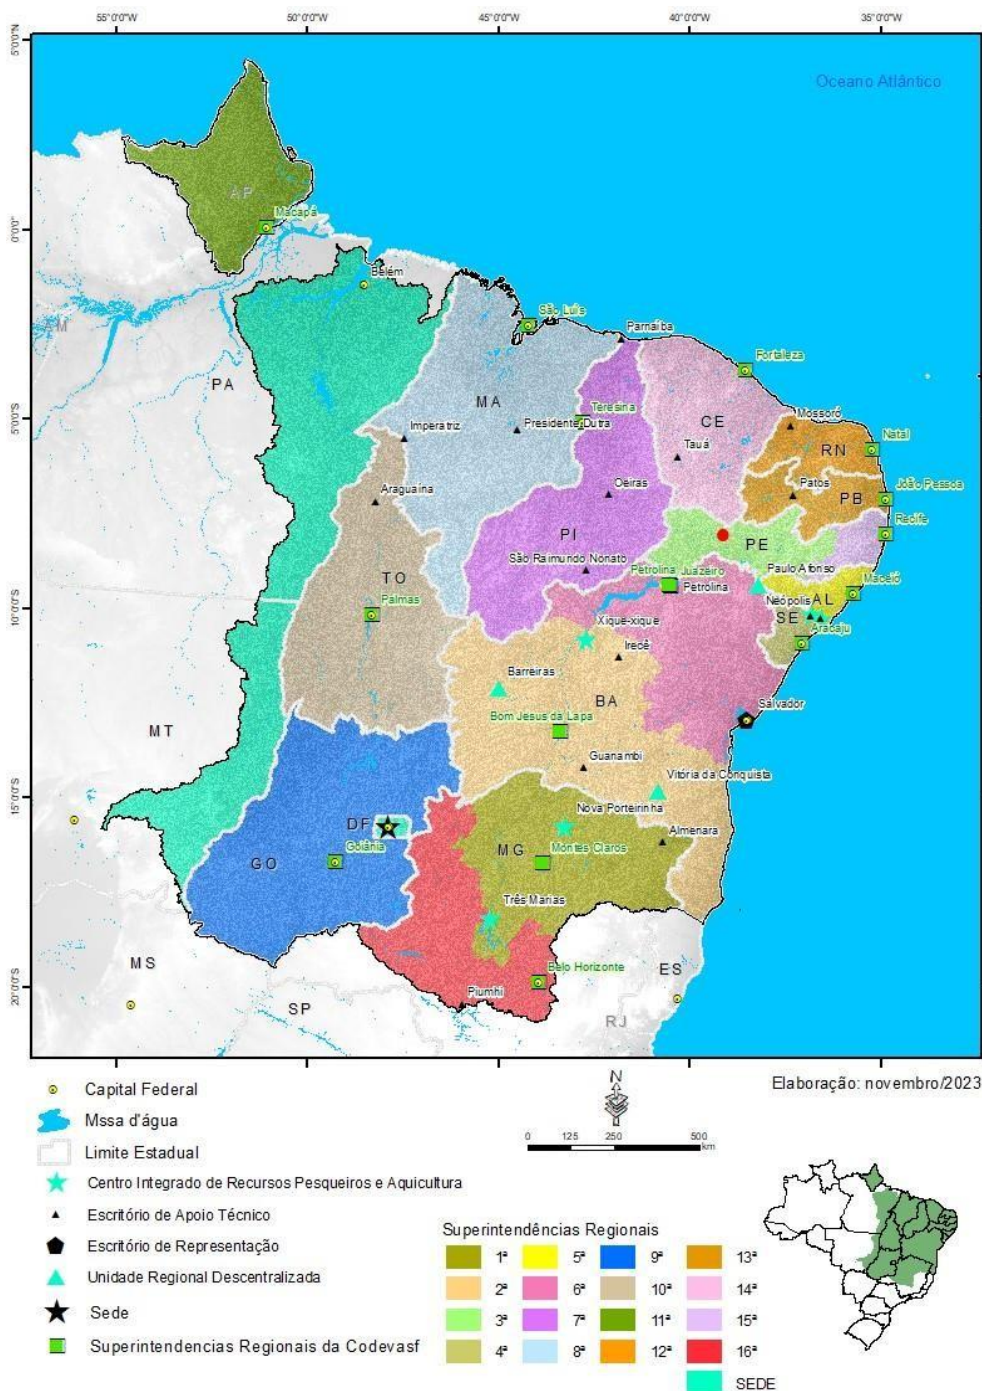 55°0'0"W 50°0'0"W 45°0'0"W 40°0'0"W 35°0'0"W
5°0'0"N
Oceano Atlântico
AP
Macapá
0°0'0"
Belém
AM
São Luís
Parnaíba
PA
Fortaleza
MA
Teresina
Mossoró
5°0'0"S
Imperatriz
Presidente Dutra
CE
Tauá
RN
Natal
Araguaina
Oeiras
Patos
PB
João Pessoa
PI
PE
Recife
São Raimundo Nonato
TO
Petrolina
Juazeiro
Paulo Afonso
Petrolina
Maceió
Palmas
Neópolis
AL
10°0'0"S
Xique-xique
SE
Aracaju
Irecê
Barreiras
BA
Salvador
MT
Bom Jesus da Lapa
Guanambi
Vitória da Conquista
15°0'0"S
Nova Porteirinha
DF
Almenara
Goiânia
MG
Montes Claros
GO
Três Marias
MS
Belo Horizonte
ES
20°0'0"S
Piumhi
SP
RJ
Elaboração: novembro/2023
N
0 125 250 500
km
Capital Federal
Mssa d'água
Limite Estadual
Centro Integrado de Recursos Pesqueiros e Aquicultura
Escritório de Apoio Técnico
Escritório de Representação
Unidade Regional Descentralizada
Sede
Superintendencias Regionais da Codevasf
Superintendências Regionais
1ª 5ª 9ª 13ª
2ª 6ª 10ª 14ª
3ª 7ª 11ª 15ª
4ª 8ª 12ª 16ª
SEDE